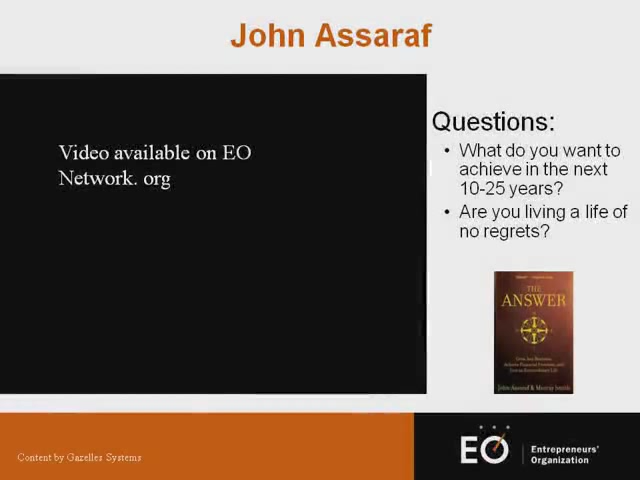 John Assaraf
Video available on EO
Network. org
Questions:
• What do you want to
achieve in the next
10-25 years?
• Are you living a life of
no regrets?
THE
ANSWER
John Assaraf & Murray Smith
Content by Gazelles Systems
EO
Entrepreneurs'
Organization